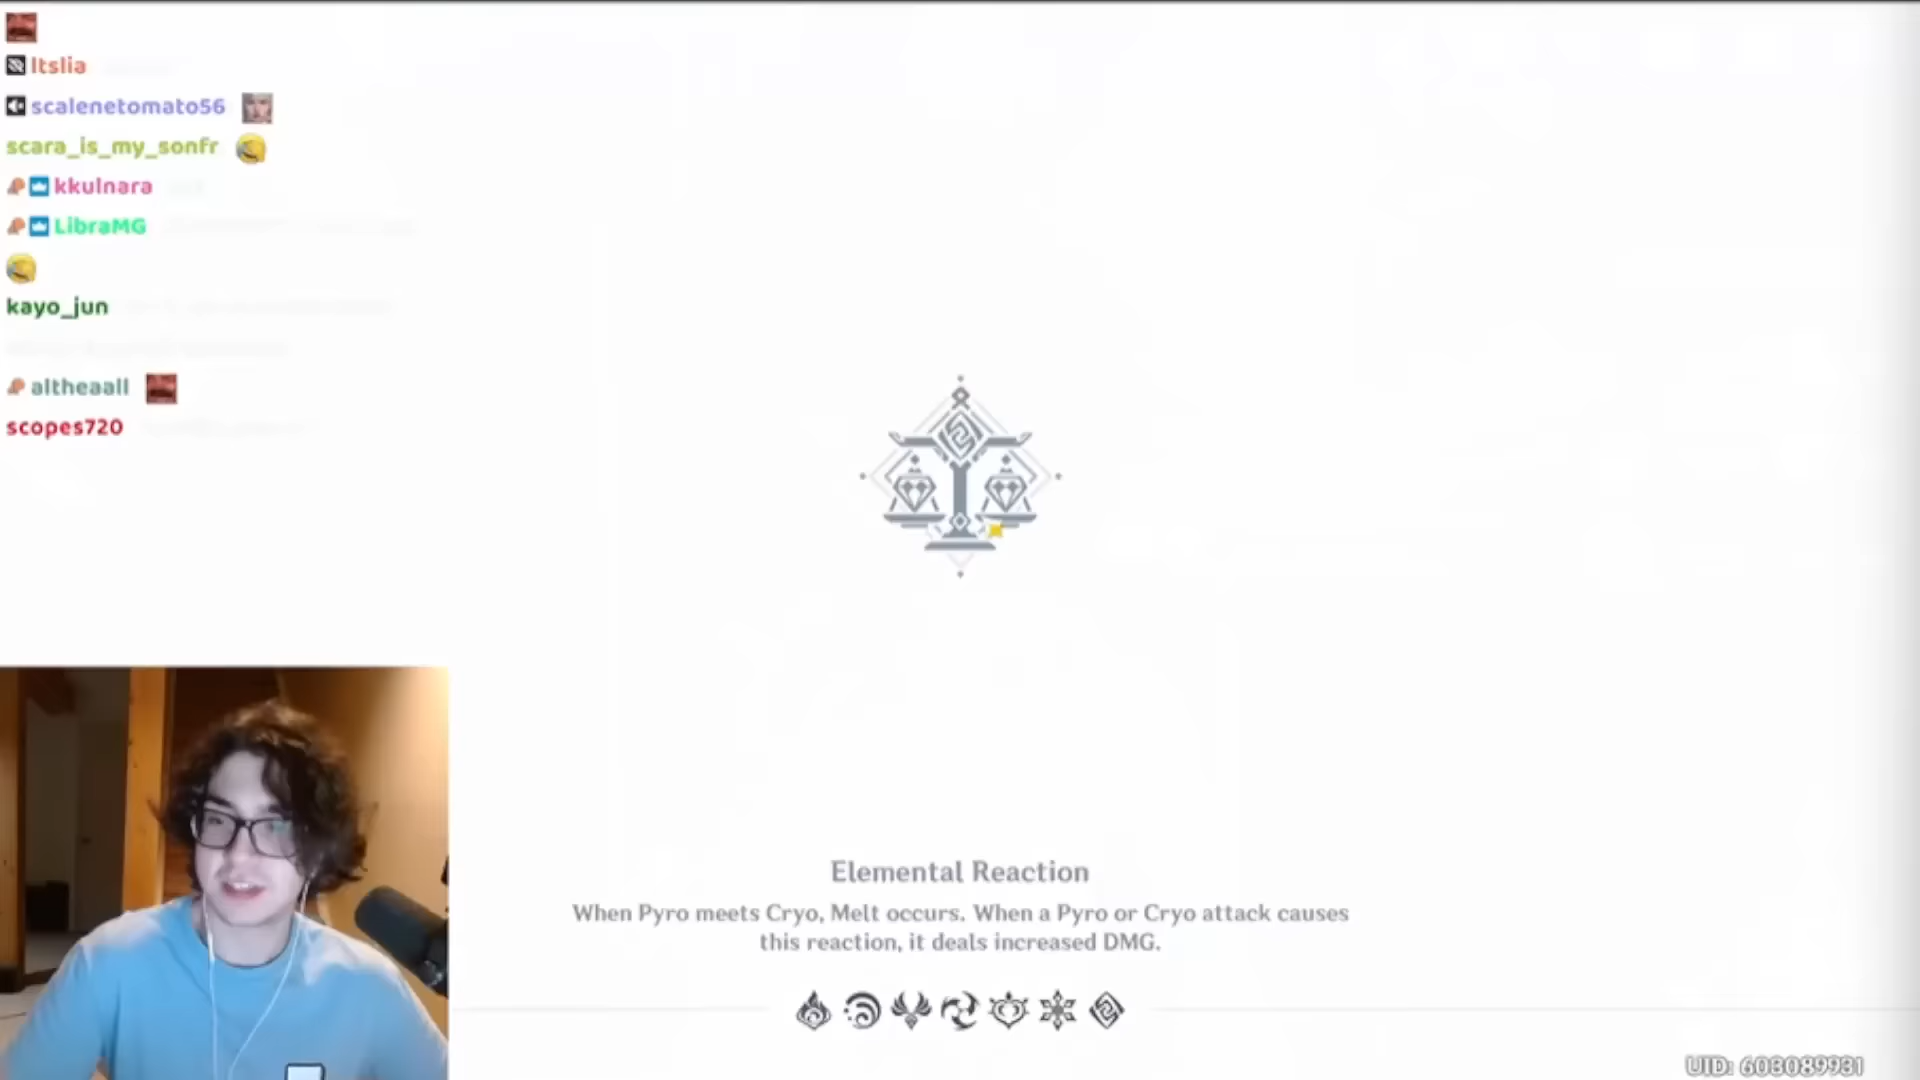 Itslia
scalenetomato56
scara_is_my_sonfr
kkulnara
LibraMG
kayo_jun
altheaall
scopes720
Elemental Reaction
When Pyro meets Cryo, Melt occurs. When a Pyro or Cryo attack causes
this reaction, it deals increased DMG.
UID: 603089931